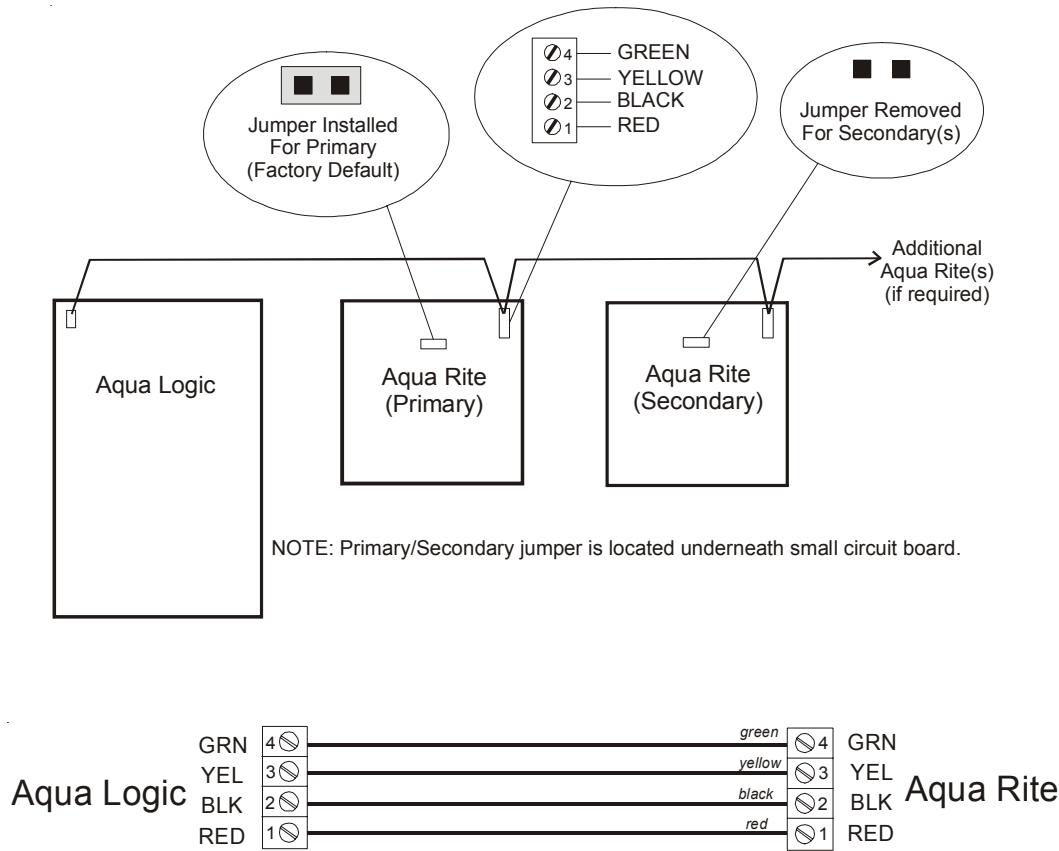 4 GREEN
3 YELLOW
2 BLACK
1 RED
Jumper Installed
For Primary
(Factory Default)
Jumper Removed
For Secondary(s)
Additional
Aqua Rite(s)
(if required)
Aqua Logic
Aqua Rite
(Primary)
Aqua Rite
(Secondary)
NOTE: Primary/Secondary jumper is located underneath small circuit board.
Aqua Logic
GRN 4 green 4 GRN
YEL 3 yellow 3 YEL
BLK 2 black 2 BLK
RED 1 red 1 RED
Aqua Rite